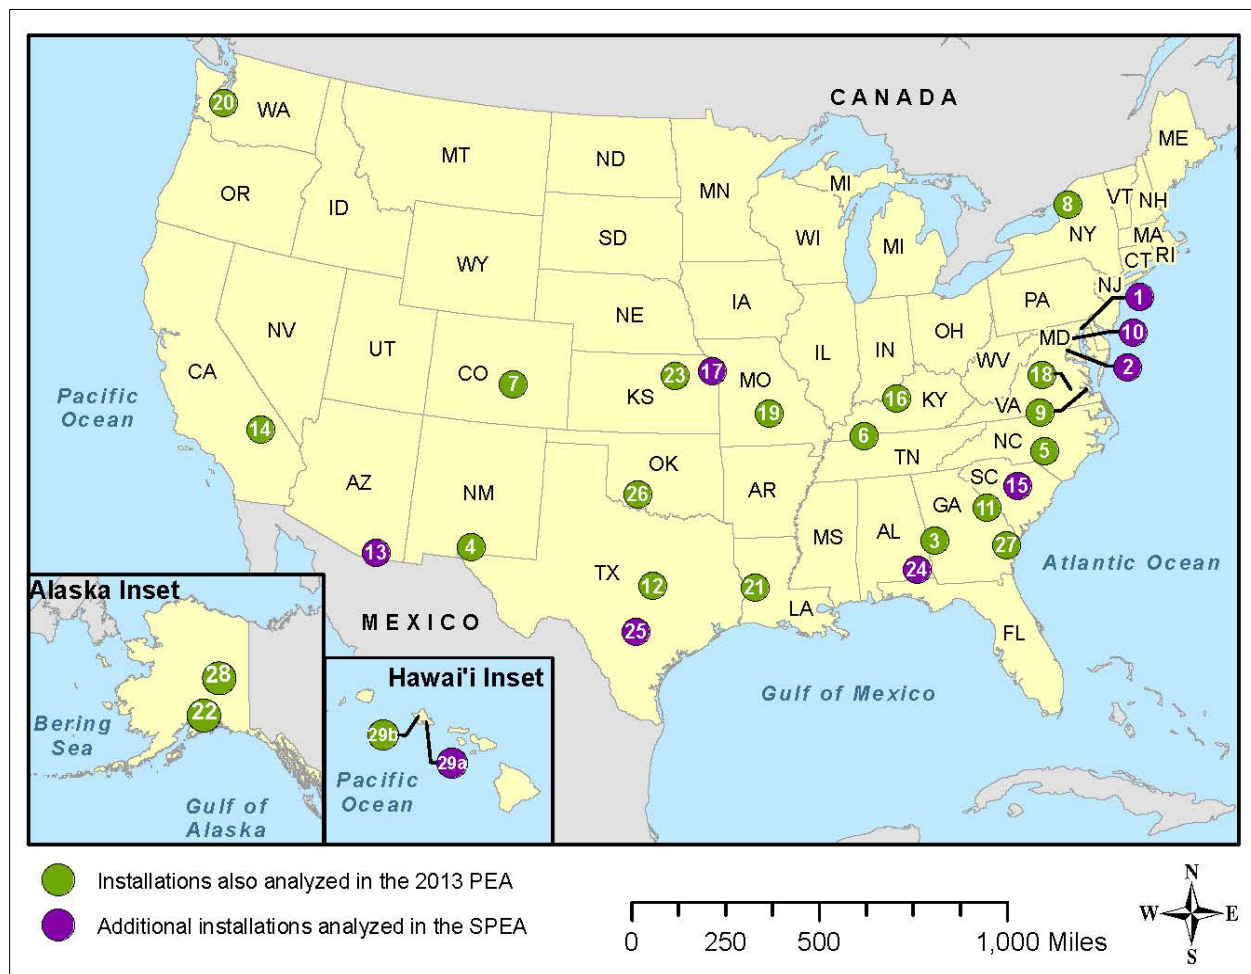 CANADA
20
WA
ME
MT
ND
MN
MI
8
VT
NH
OR
ID
SD
WI
MI
NY
MA
CT
RI
WY
IA
PA
NJ
1
NV
NE
OH
MD
10
UT
IL
IN
WV
2
CA
CO
7
KS
23
17
MO
18
Pacific
Ocean
16
KY
VA
9
14
19
6
TN
NC
5
AZ
NM
OK
26
AR
SC
15
GA
11
MS
AL
3
27
13
4
Atlantic Ocean
24
TX
12
21
LA
Alaska Inset
MEXICO
25
FL
28
Hawai'i Inset
22
Gulf of Mexico
Bering
Sea
29b
29a
Pacific
Ocean
Gulf of
Alaska
Installations also analyzed in the 2013 PEA
Additional installations analyzed in the SPEA
0 250 500 1,000 Miles
N
W E
S